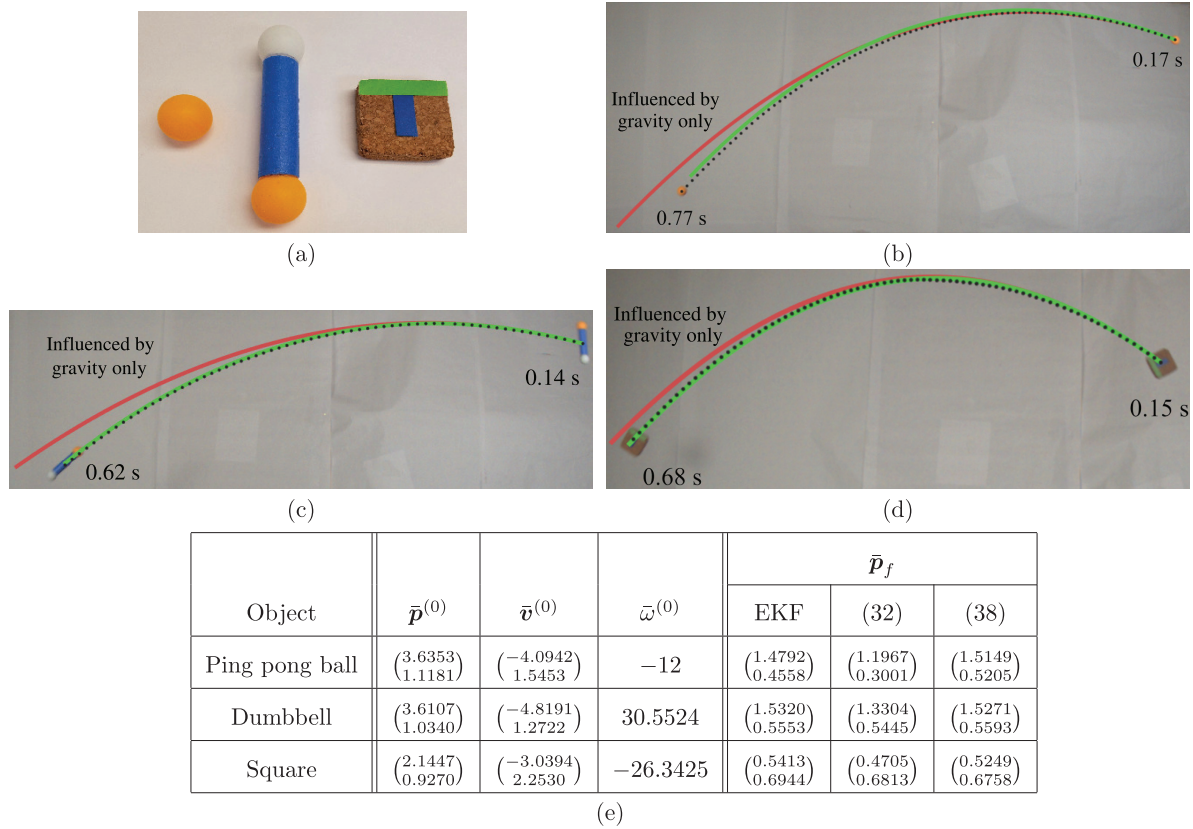 (a)
Influenced by
gravity only
0.17 s
0.77 s
(b)
Influenced by
gravity only
0.14 s
0.62 s
(c)
Influenced by
gravity only
0.15 s
0.68 s
(d)
Object p̄^(0) v̄^(0) ω̄^(0) p̄_f
EKF (32) (38)
Ping pong ball (3.6353 1.1181) (−4.0942 1.5453) −12 (1.4792 0.4558) (1.1967 0.3001) (1.5149 0.5205)
Dumbbell (3.6107 1.0340) (−4.8191 1.2722) 30.5524 (1.5320 0.5553) (1.3304 0.5445) (1.5271 0.5593)
Square (2.1447 0.9270) (−3.0394 2.2530) −26.3425 (0.5413 0.6944) (0.4705 0.6813) (0.5249 0.6758)
(e)